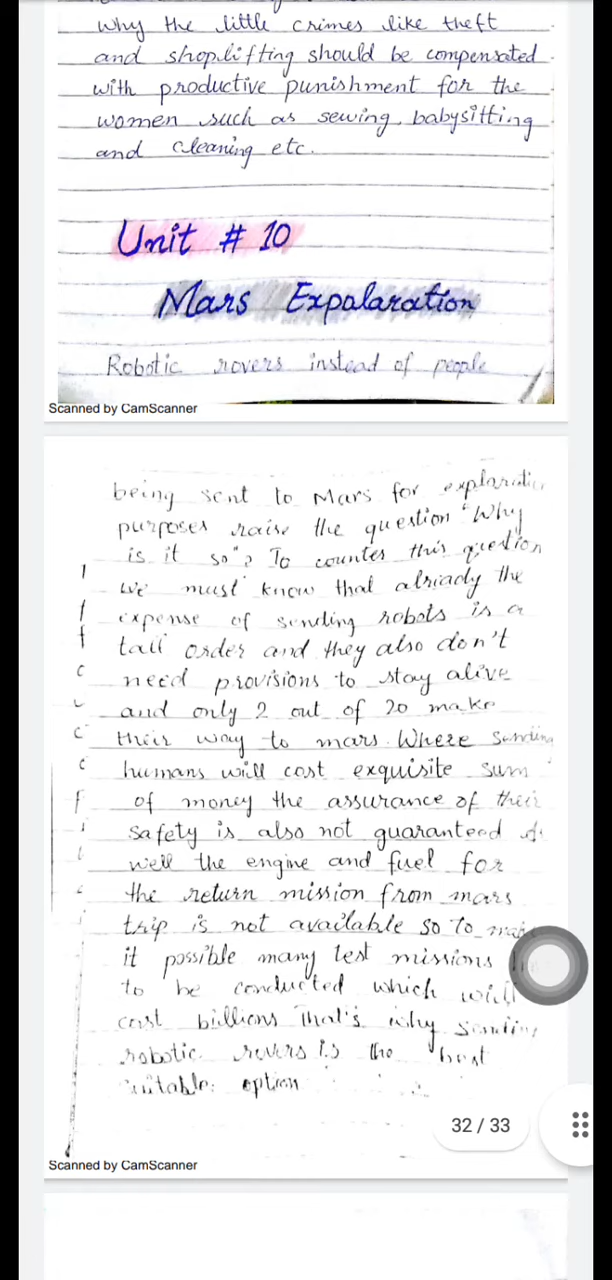 why the little crimes like theft
and shoplifting should be compensated
with productive punishment for the
women such as sewing, babysitting
and cleaning etc.
Unit # 10
Mars Expalaration
Robotic rovers instead of people
Scanned by CamScanner
being sent to Mars for
purposes raise the question "Why
is it so"? To counter this question
we must know that alriady the
expense of sending robots is a
tall order and they also don't
need provisions to stay alive
and only 2 out of 20 make
their way to mars. Where sending
humans will cost exquisite sum
of money the assurance of their
safety is also not guaranteed
well the engine and fuel for
the return mission from mars
trip is not available so to make
it possible many test missions
to be conducted which will
cost billions That's why sending
robotic rovers is the best
suitable option
32 / 33
Scanned by CamScanner